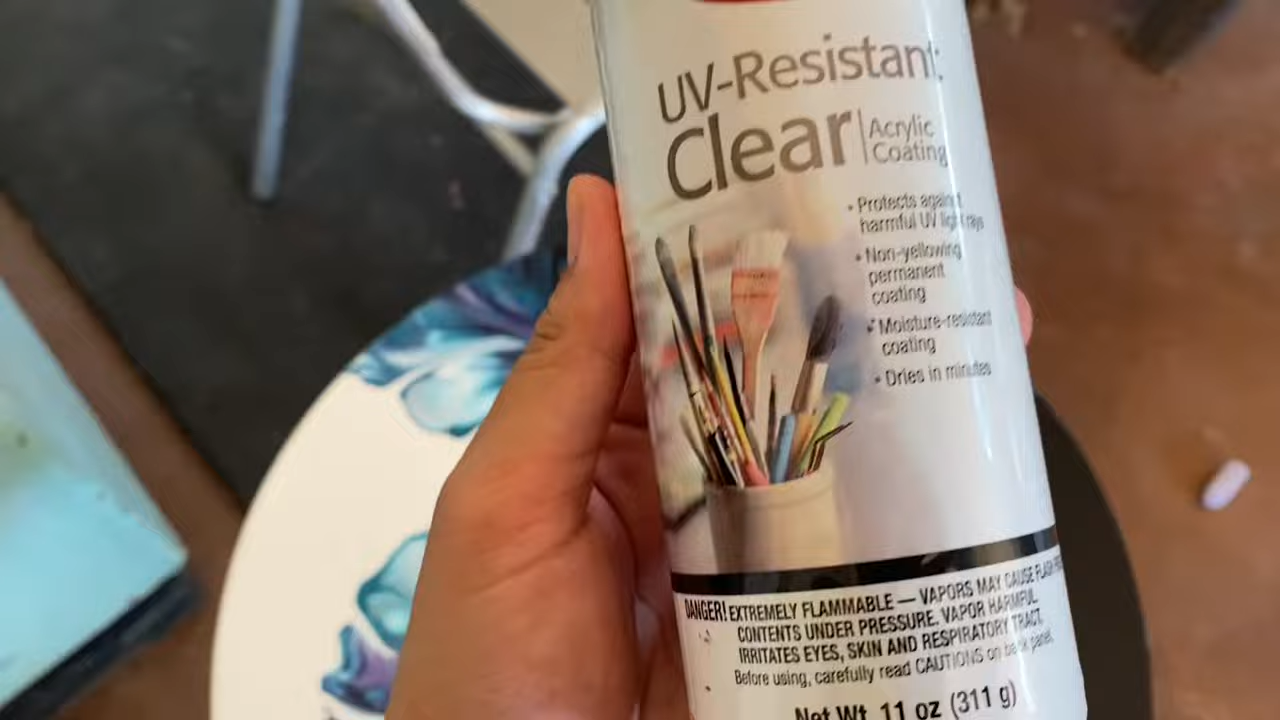 UV-Resistant
Clear
Acrylic
Coating
• Protects against
harmful UV light rays
• Non-yellowing
permanent
coating
• Moisture-resistant
coating
• Dries in minutes
DANGER! EXTREMELY FLAMMABLE — VAPORS MAY CAUSE FLASH
CONTENTS UNDER PRESSURE. VAPOR HARMFUL.
IRRITATES EYES, SKIN AND RESPIRATORY TRACT.
Before using, carefully read CAUTIONS on back panel.
Net Wt. 11 oz (311 g)